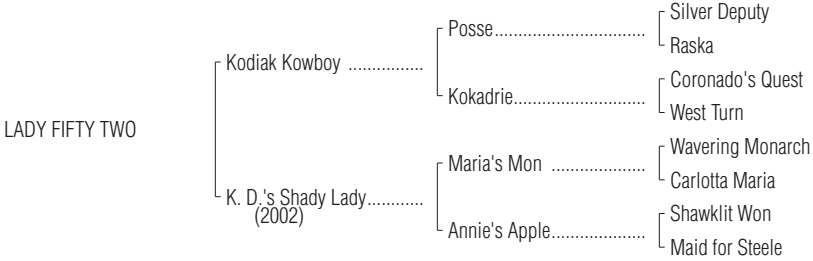 Silver Deputy
Posse................................
Raska
Kodiak Kowboy ................
Coronado's Quest
Kokadrie............................
West Turn
LADY FIFTY TWO
Wavering Monarch
Maria's Mon ....................
Carlotta Maria
K. D.'s Shady Lady............
(2002)
Shawklit Won
Annie's Apple....................
Maid for Steele